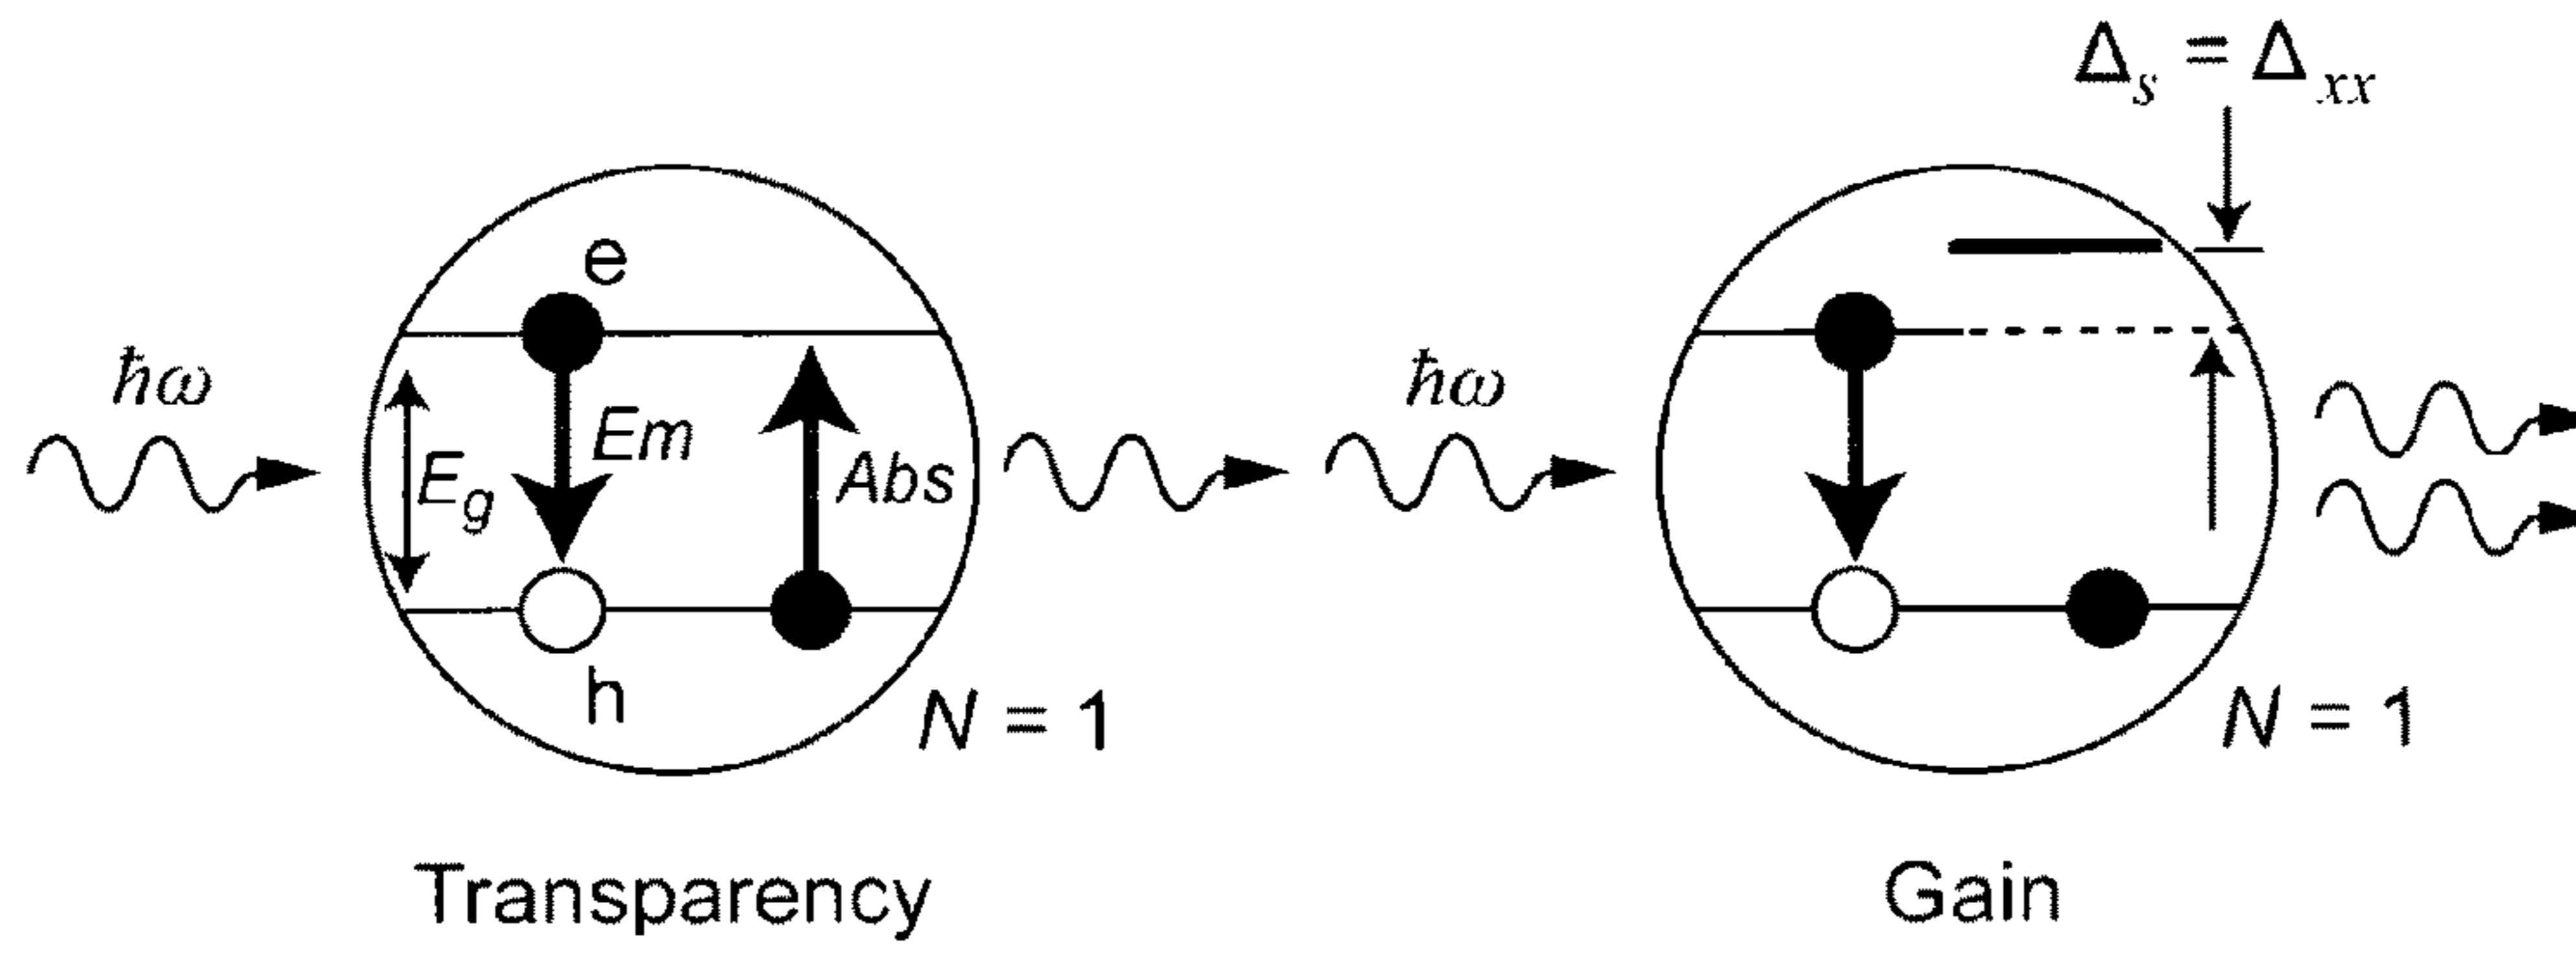 Δs = Δxx
e
ħω
Em
Eg
Abs
h
N = 1
ħω
N = 1
Transparency
Gain